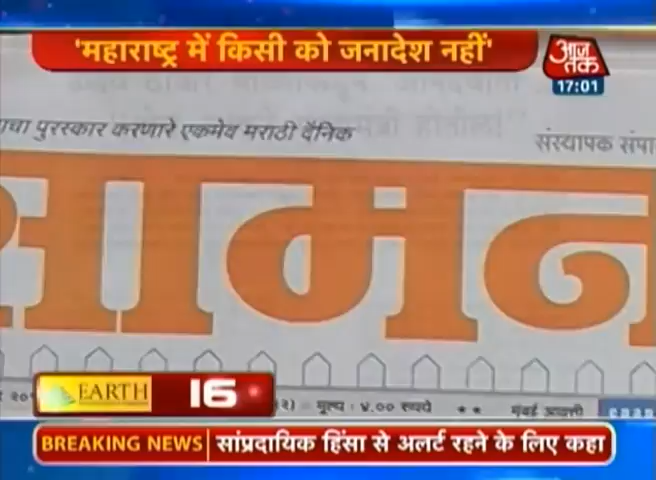 'महाराष्ट्र में किसी को जनादेश नहीं'
आज तक
17:01
पुरस्कार करणारे एकमेव मराठी दैनिक
संस्थापक संपा
सामन
EARTH
16
मूल्य : ४.०० रुपये ** मुंबई आवृत्ती
BREAKING NEWS सांप्रदायिक हिंसा से अलर्ट रहने के लिए कहा